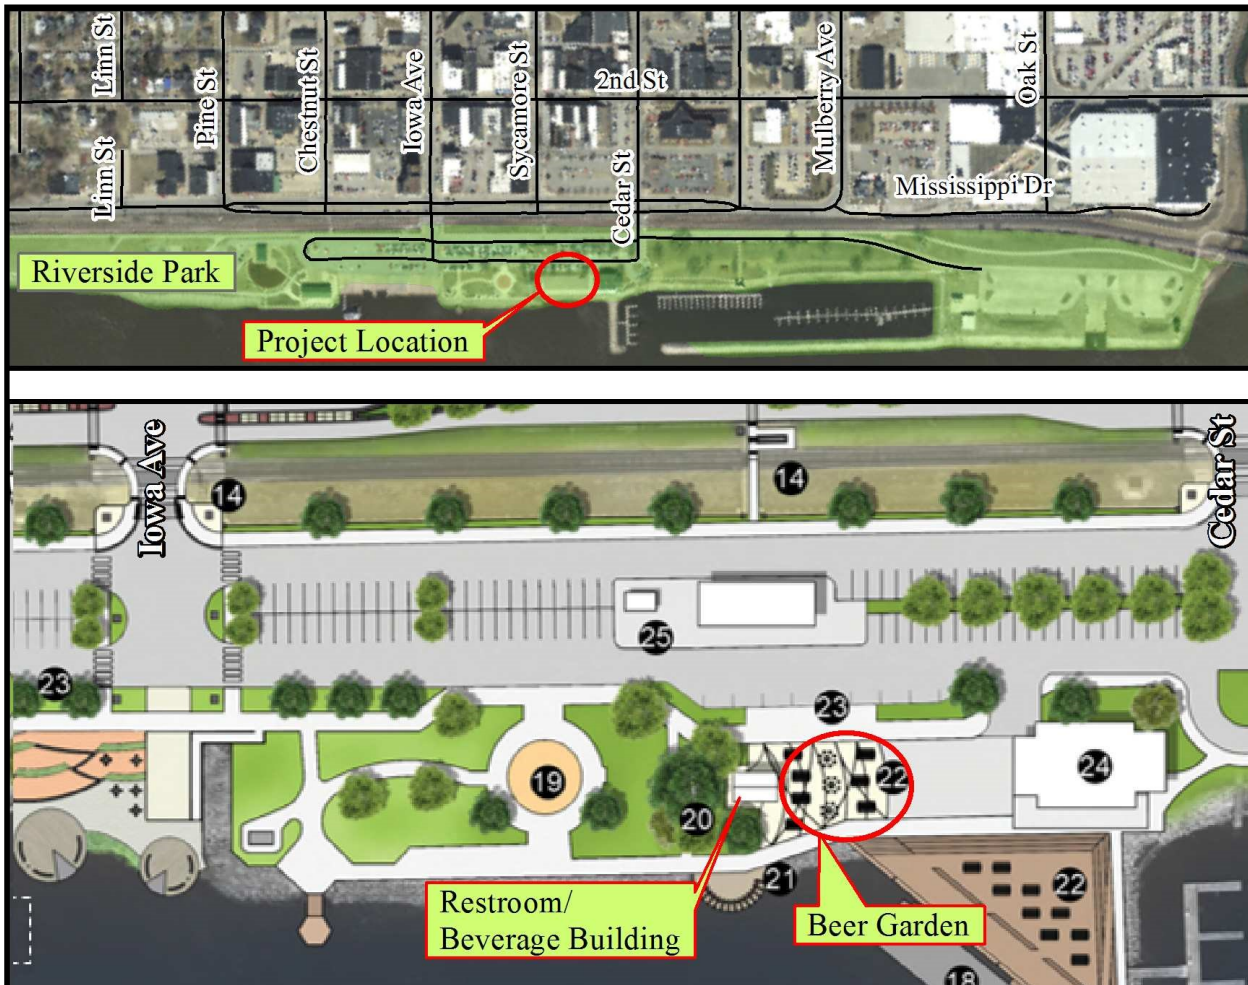 Linn St
Pine St
Chestnut St
Iowa Ave
Sycamore St
2nd St
Mulberry Ave
Oak St
Linn St
Cedar St
Mississippi Dr
Riverside Park
Project Location
Iowa Ave
14
14
Cedar St
25
23
23
19
22
24
20
21
22
Restroom/
Beverage Building
Beer Garden
18